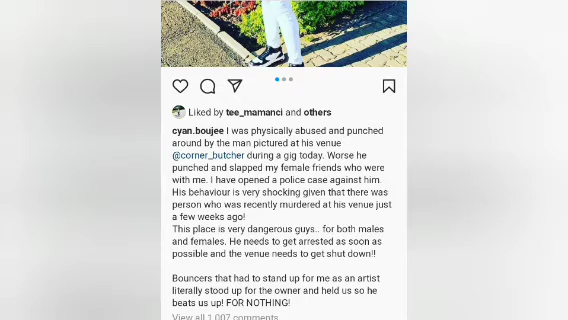 Liked by tee_mamanci and others
cyan.boujee I was physically abused and punched
around by the man pictured at his venue
@corner_butcher during a gig today. Worse he
punched and slapped my female friends who were
with me. I have opened a police case against him.
His behaviour is very shocking given that there was
person who was recently murdered at his venue just
a few weeks ago!
This place is very dangerous guys.. for both males
and females. He needs to get arrested as soon as
possible and the venue needs to get shut down!!
Bouncers that had to stand up for me as an artist
literally stood up for the owner and held us so he
beats us up! FOR NOTHING!
View all 1 007 comments